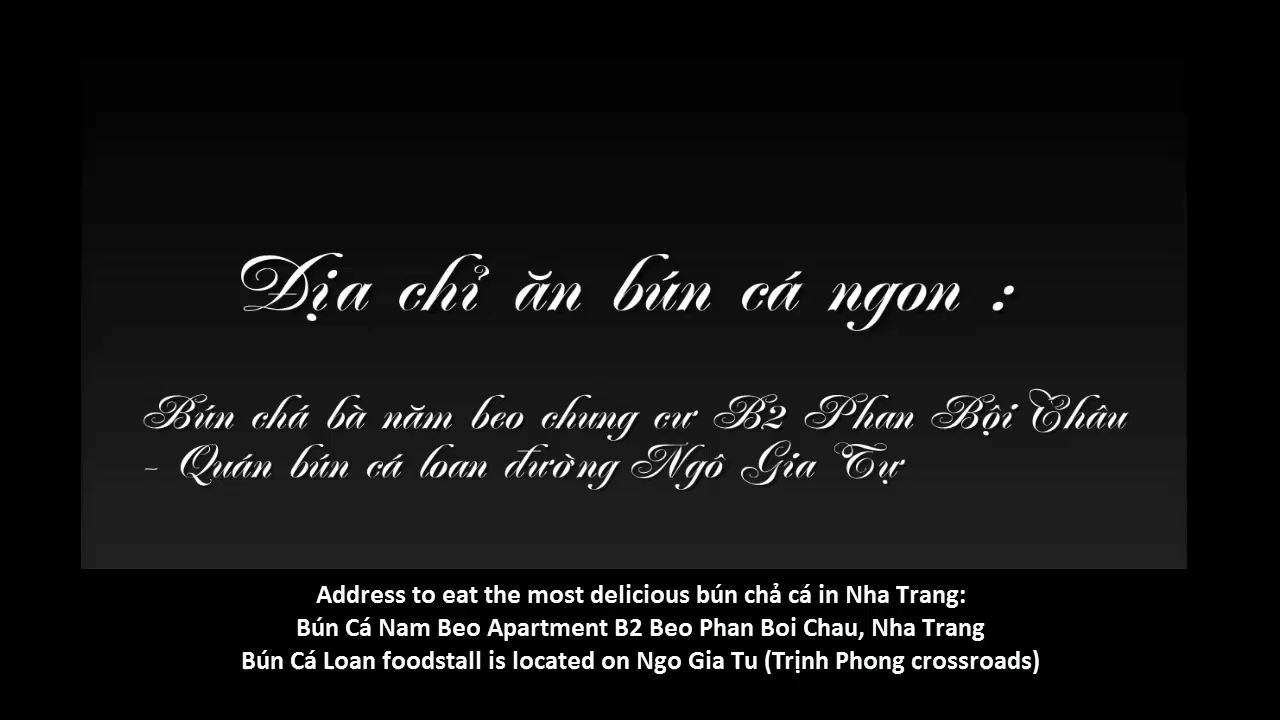 Địa chỉ ăn bún cá ngon :
Bún chá bà năm beo chung cư B2 Phan Bội Châu
- Quán bún cá loan đường Ngô Gia Tự
Address to eat the most delicious bún chả cá in Nha Trang:
Bún Cá Nam Beo Apartment B2 Beo Phan Boi Chau, Nha Trang
Bún Cá Loan foodstall is located on Ngo Gia Tu (Trịnh Phong crossroads)